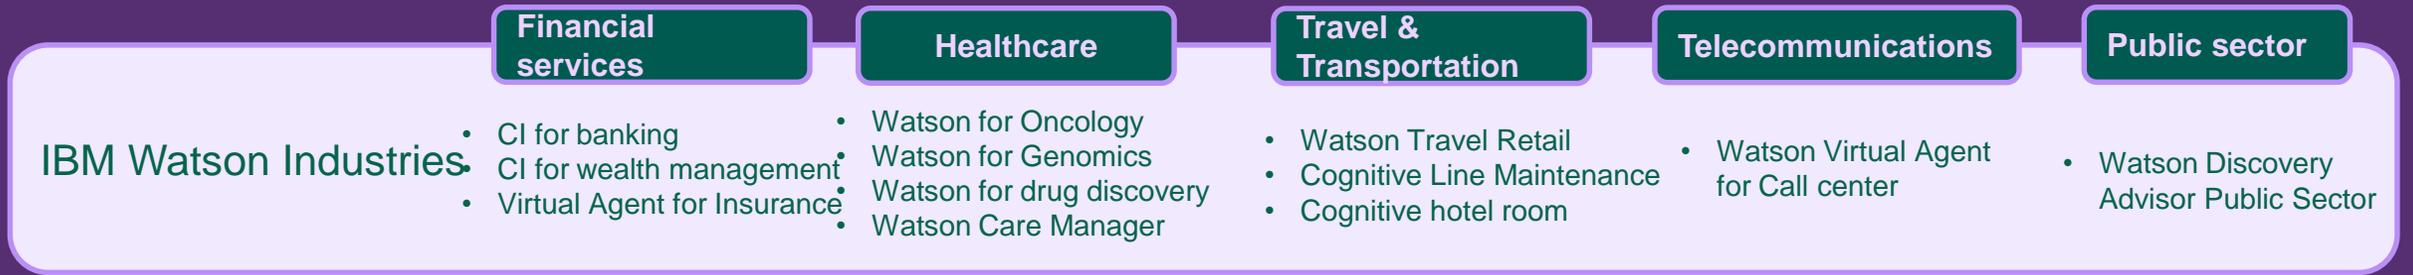 Financial
services
Healthcare
Travel &
Transportation
Telecommunications
Public sector
IBM Watson Industries
• CI for banking
• CI for wealth management
• Virtual Agent for Insurance
• Watson for Oncology
• Watson for Genomics
• Watson for drug discovery
• Watson Care Manager
• Watson Travel Retail
• Cognitive Line Maintenance
• Cognitive hotel room
• Watson Virtual Agent
for Call center
• Watson Discovery
Advisor Public Sector